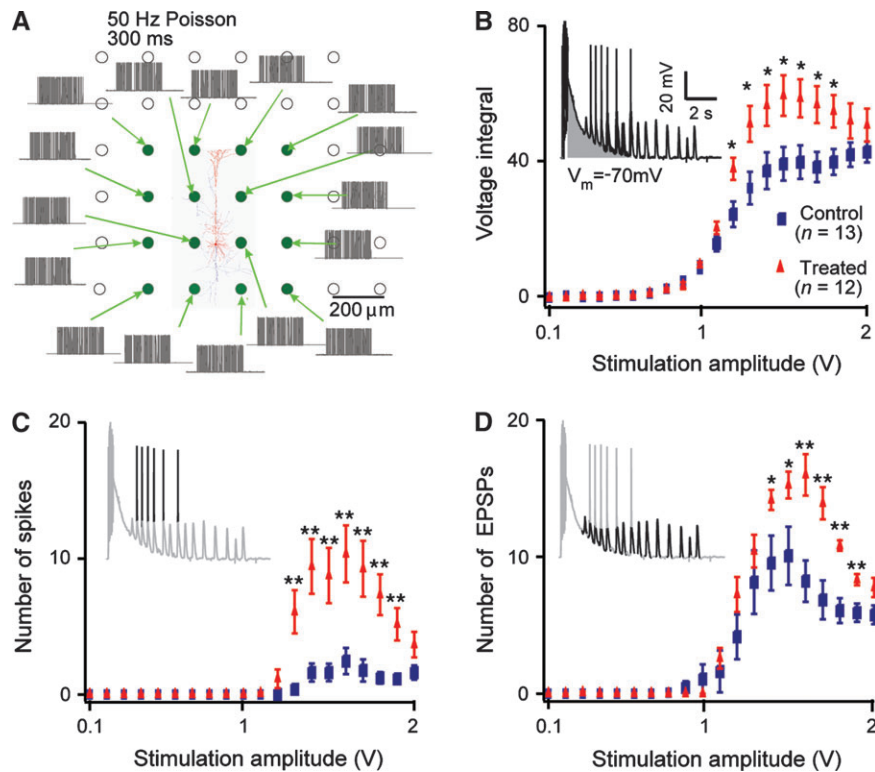 A
50 Hz Poisson
300 ms
200 μm
B
80
40
0
Voltage integral
20 mV
2 s
Vm=-70mV
Control
(n = 13)
Treated
(n = 12)
* * * * * * *
0.1
1
2
Stimulation amplitude (V)
C
20
10
0
Number of spikes
** ** ** ** ** ** **
0.1
1
2
Stimulation amplitude (V)
D
20
10
0
Number of EPSPs
* * ** ** ** **
0.1
1
2
Stimulation amplitude (V)